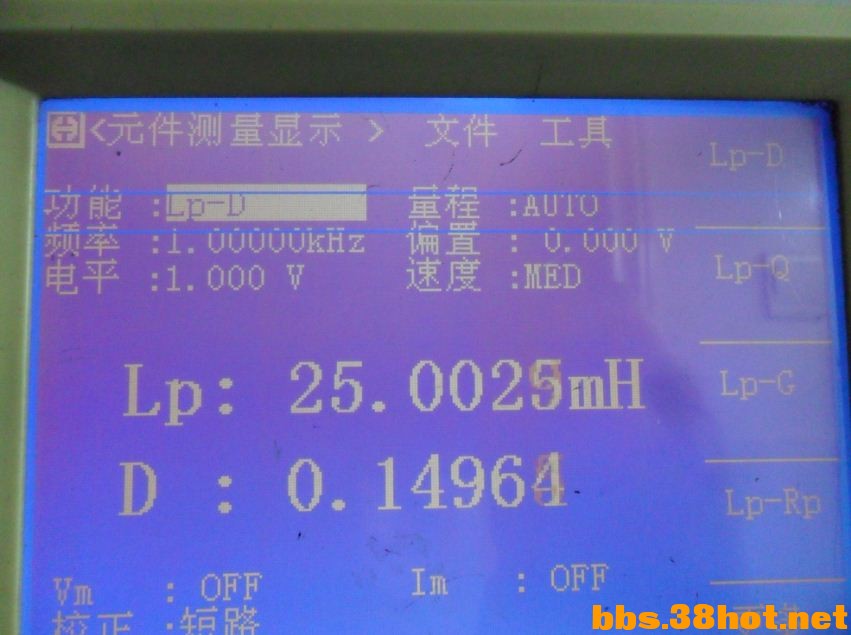 <元件测量显示> 文件 工具
Lp-D
功能 :Lp-D 量程 :AUTO
频率 :1.00000kHz 偏置 : 0.000 V
电平 :1.000 V 速度 :MED
Lp-Q
Lp-G
Lp: 25.0025mH
D : 0.14964
Lp-Rp
Vm : OFF Im : OFF
校正 :短路
bbs.38hot.net